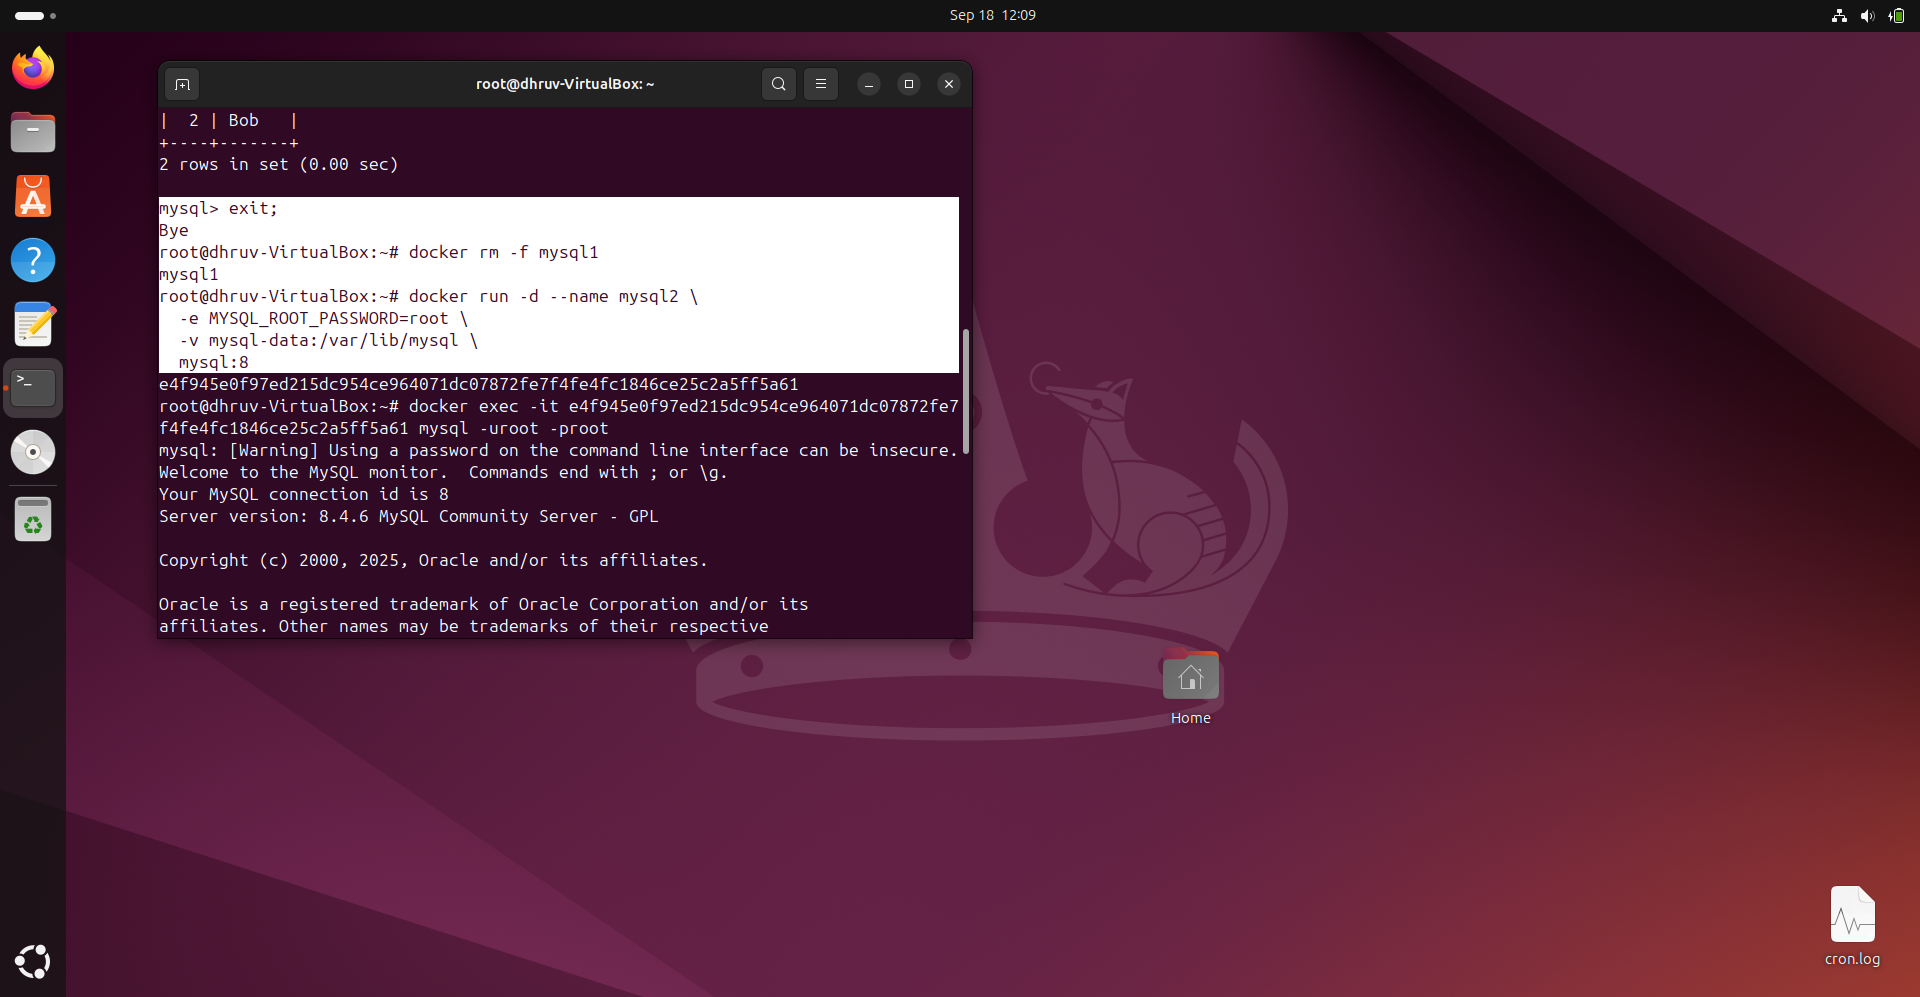 Sep 18 12:09
root@dhruv-VirtualBox: ~
|  2 | Bob   |
+----+-------+
2 rows in set (0.00 sec)
mysql> exit;
Bye
root@dhruv-VirtualBox:~# docker rm -f mysql1
mysql1
root@dhruv-VirtualBox:~# docker run -d --name mysql2 \
  -e MYSQL_ROOT_PASSWORD=root \
  -v mysql-data:/var/lib/mysql \
  mysql:8
e4f945e0f97ed215dc954ce964071dc07872fe7f4fe4fc1846ce25c2a5ff5a61
root@dhruv-VirtualBox:~# docker exec -it e4f945e0f97ed215dc954ce964071dc07872fe7
f4fe4fc1846ce25c2a5ff5a61 mysql -uroot -proot
mysql: [Warning] Using a password on the command line interface can be insecure.
Welcome to the MySQL monitor.  Commands end with ; or \g.
Your MySQL connection id is 8
Server version: 8.4.6 MySQL Community Server - GPL
Copyright (c) 2000, 2025, Oracle and/or its affiliates.
Oracle is a registered trademark of Oracle Corporation and/or its
affiliates. Other names may be trademarks of their respective
Home
cron.log